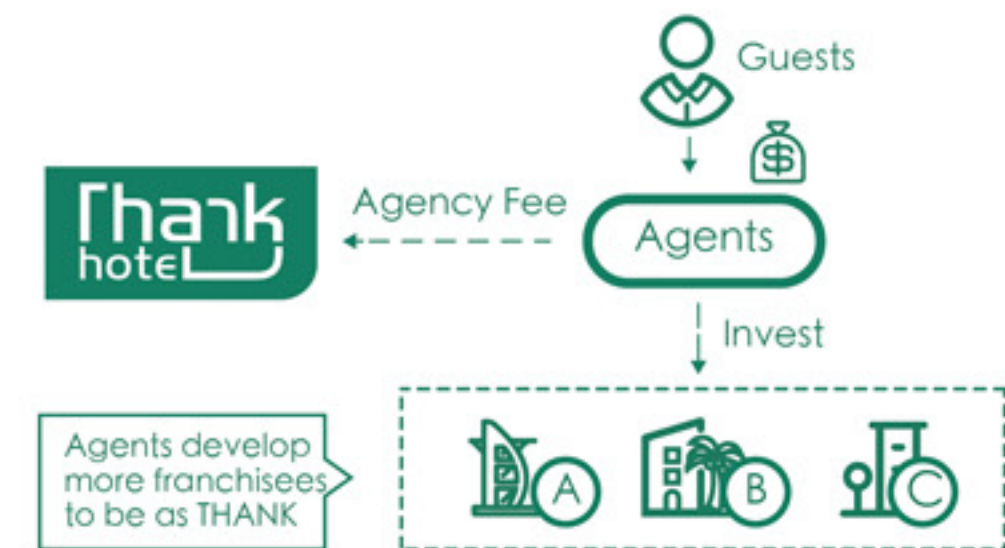 Guests
$
Thank
hotel
Agency Fee
Agents
Invest
Agents develop
more franchisees
to be as THANK
A
B
C